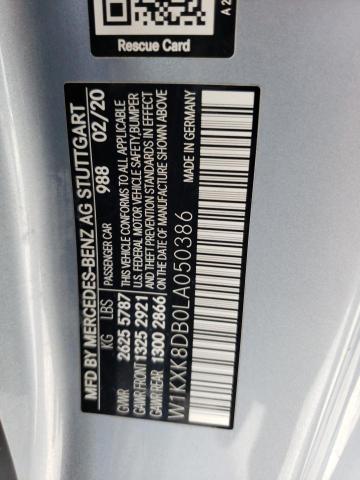 Rescue Card
A 2
MFD BY MERCEDES-BENZ AG STUTTGART
PASSENGER CAR 988 02/20
KG LBS THIS VEHICLE CONFORMS TO ALL APPLICABLE
GVWR 2625 5787 U.S. FEDERAL MOTOR VEHICLE SAFETY/BUMPER
GAWR FRONT 1325 2921 AND THEFT PREVENTION STANDARDS IN EFFECT
GAWR REAR 1300 2866 ON THE DATE OF MANUFACTURE SHOWN ABOVE
W1KXK8DB0LA050386 MADE IN GERMANY